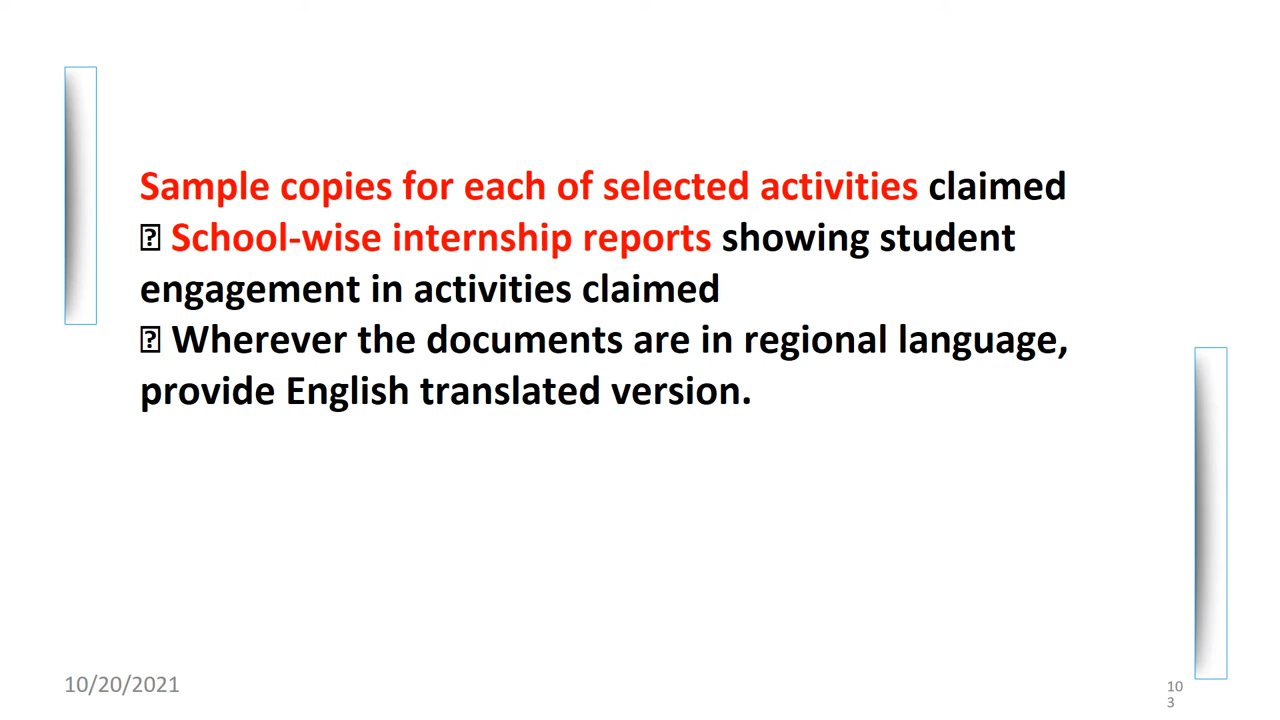 Sample copies for each of selected activities claimed
⍰ School-wise internship reports showing student
engagement in activities claimed
⍰ Wherever the documents are in regional language,
provide English translated version.
10/20/2021
10
3